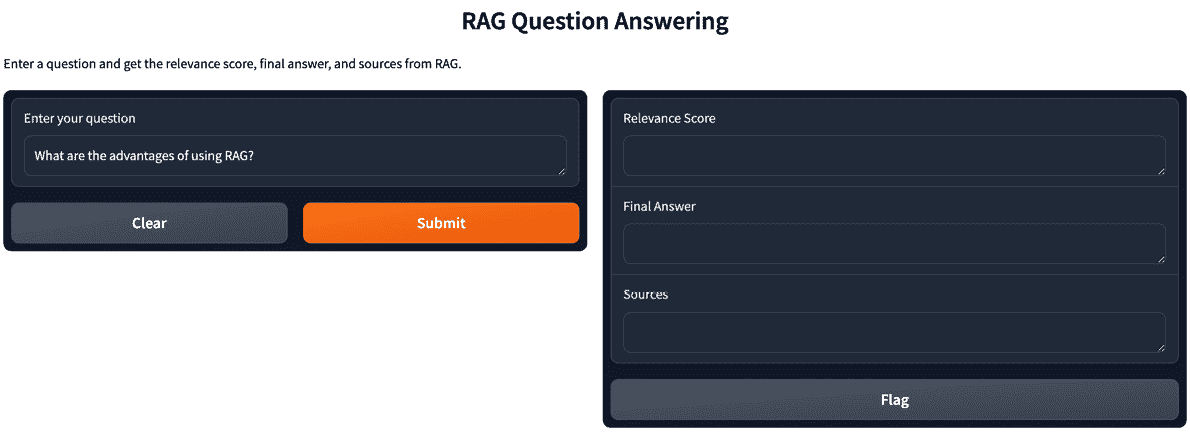 RAG Question Answering
Enter a question and get the relevance score, final answer, and sources from RAG.
Enter your question
What are the advantages of using RAG?
Clear
Submit
Relevance Score
Final Answer
Sources
Flag